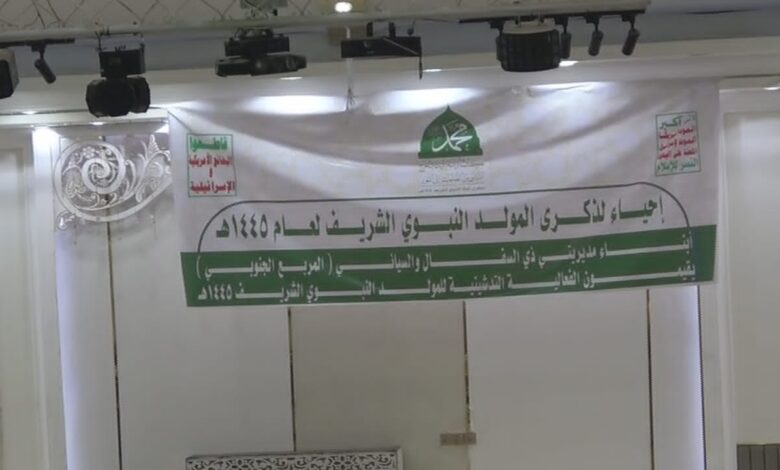 الله أكبر
الموت لأمريكا
الموت لإسرائيل
اللعنة على اليهود
النصر للإسلام
محمد
قاطعوا
البضائع الأمريكية
و
الإسرائيلية
إحياء لذكرى المولد النبوي الشريف لعام ١٤٤٥هـ
أبناء مديريتي ذي السفال والسياني ( المربع الجنوبي )
يقيمون الفعالية التدشينية للمولد النبوي الشريف ١٤٤٥هـ